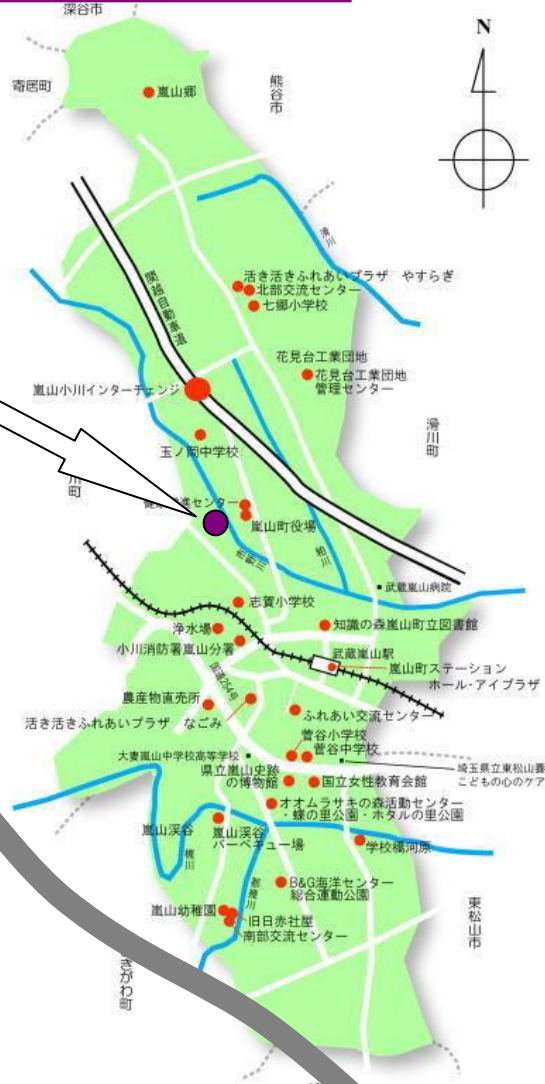 深谷市
N
寄居町
嵐山郷
熊谷市
滑川
関越自動車道
活き活きふれあいプラザ やすらぎ
北部交流センター
七郷小学校
花見台工業団地
花見台工業団地
管理センター
嵐山小川インターチェンジ
滑川町
玉ノ岡中学校
川町
進センター
嵐山町役場
市野川
粕川
武蔵嵐山病院
志賀小学校
浄水場
知識の森嵐山町立図書館
小川消防署嵐山分署
武蔵嵐山駅
嵐山町ステーション
ホール・アイプラザ
国道254号
農産物直売所
活き活きふれあいプラザ なごみ
ふれあい交流センター
菅谷小学校
菅谷中学校
大妻嵐山中学校高等学校
県立嵐山史跡
の博物館
国立女性教育会館
埼玉県立東松山養
こどもの心のケア
オオムラサキの森活動センター
・蝶の里公園・ホタルの里公園
嵐山渓谷
嵐山渓谷
バーベキュー場
槻川
学校橋河原
都幾川
B&G海洋センター
総合運動公園
嵐山幼稚園
旧日赤社屋
南部交流センター
東松山市
きがわ町